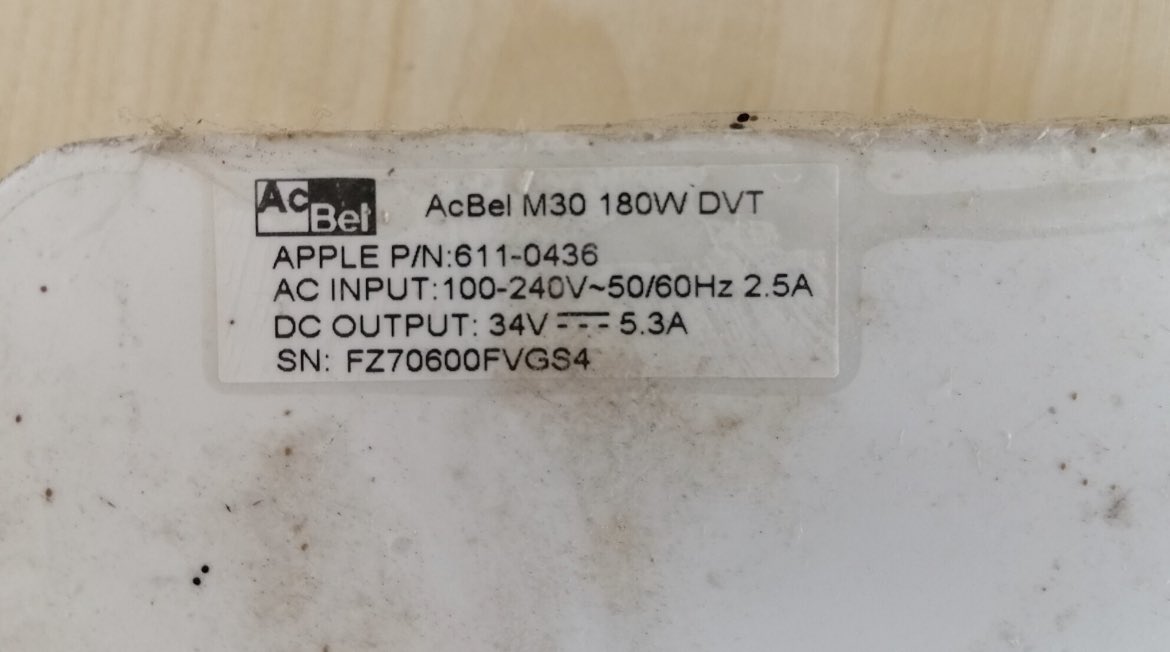 AcBel
AcBel M30 180W DVT
APPLE P/N:611-0436
AC INPUT:100-240V~50/60Hz 2.5A
DC OUTPUT: 34V⎓5.3A
SN: FZ70600FVGS4